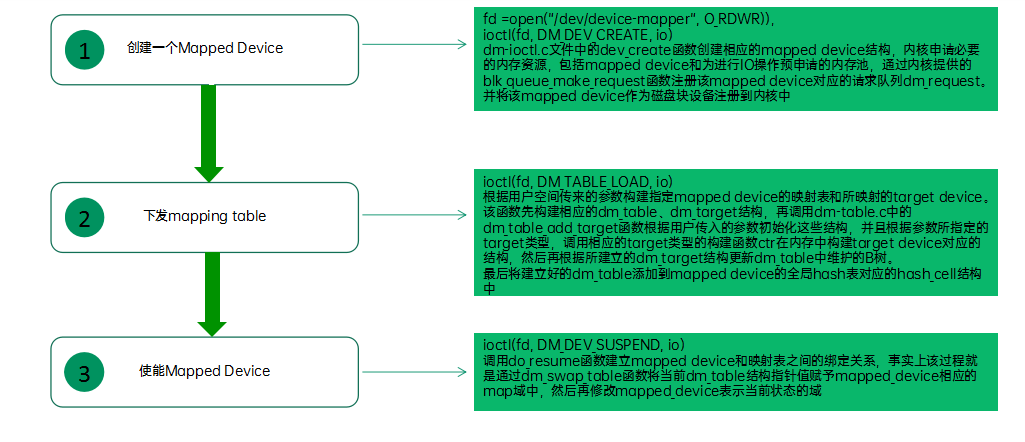 1
创建一个Mapped Device
fd =open("/dev/device-mapper", O_RDWR)),
ioctl(fd, DM_DEV_CREATE, io)
dm-ioctl.c文件中的dev_create函数创建相应的mapped device结构，内核申请必要
的内存资源，包括mapped device和为进行IO操作预申请的内存池，通过内核提供的
blk_queue_make_request函数注册该mapped device对应的请求队列dm_request。
并将该mapped device作为磁盘块设备注册到内核中
2
下发mapping table
ioctl(fd, DM_TABLE_LOAD, io)
根据用户空间传来的参数构建指定mapped device的映射表和所映射的target device。
该函数先构建相应的dm_table、dm_target结构，再调用dm-table.c中的
dm_table_add_target函数根据用户传入的参数初始化这些结构，并且根据参数所指定的
target类型，调用相应的target类型的构建函数ctr在内存中构建target device对应的
结构，然后再根据所建立的dm_target结构更新dm_table中维护的B树。
最后将建立好的dm_table添加到mapped device的全局hash表对应的hash_cell结构
中
3
使能Mapped Device
ioctl(fd, DM_DEV_SUSPEND, io)
调用do_resume函数建立mapped device和映射表之间的绑定关系，事实上该过程就
是通过dm_swap_table函数将当前dm_table结构指针值赋予mapped_device相应的
map域中，然后再修改mapped_device表示当前状态的域